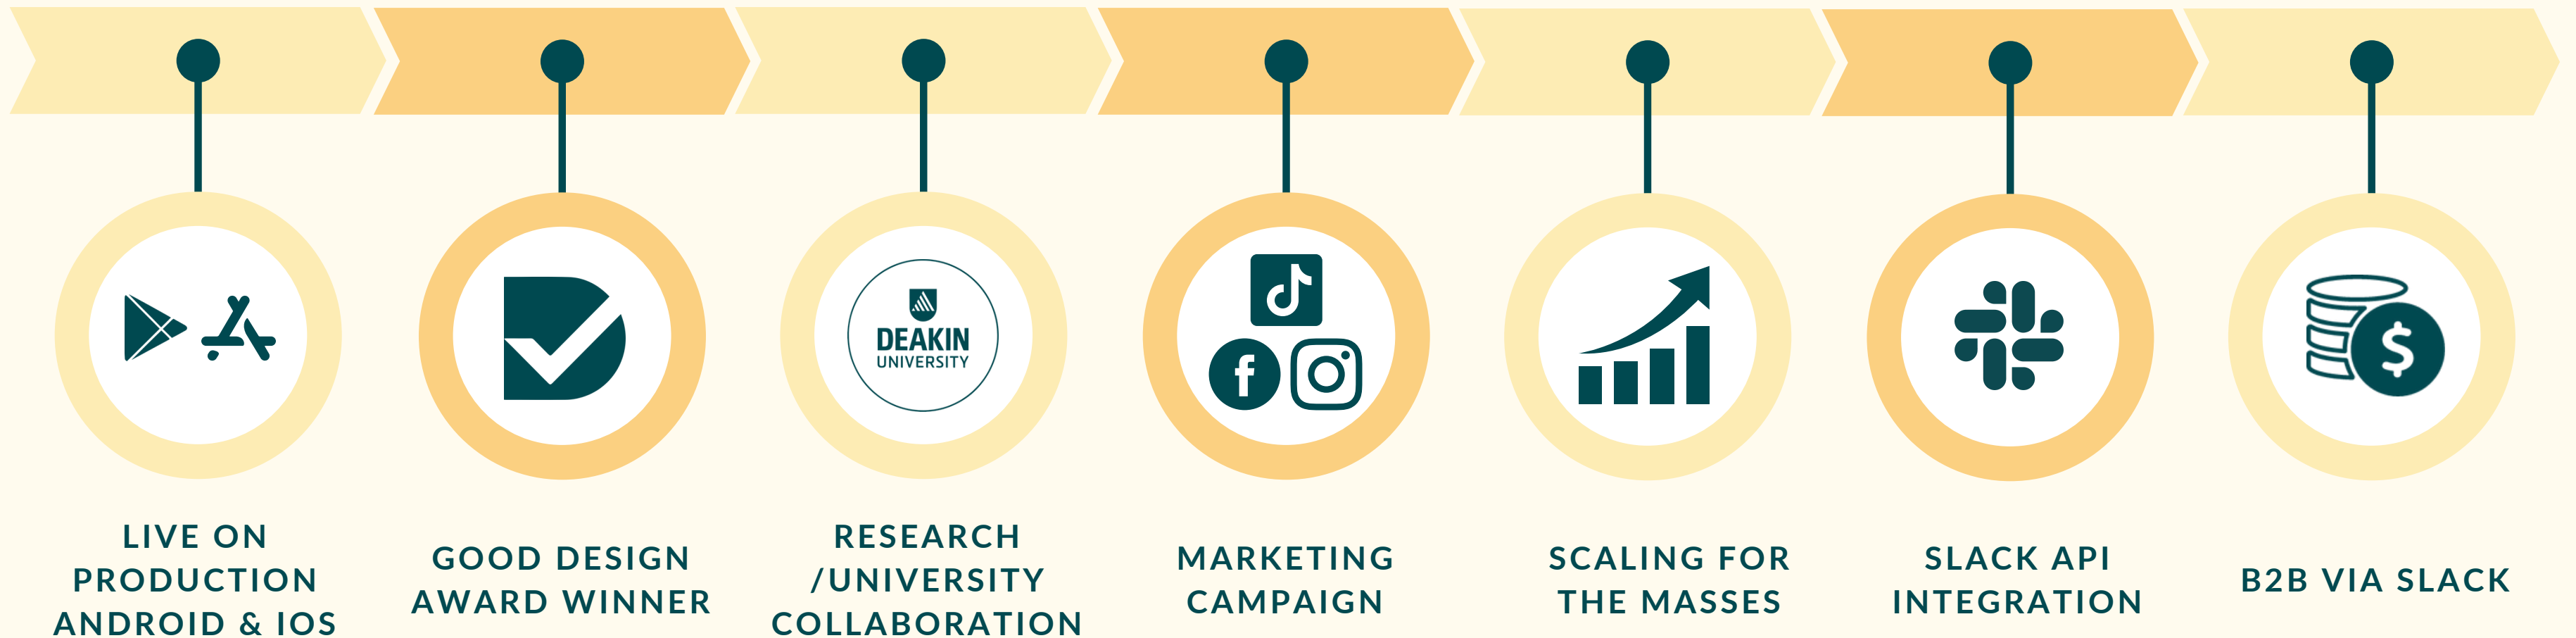 DEAKIN
UNIVERSITY
$
LIVE ON
PRODUCTION
ANDROID & IOS
GOOD DESIGN
AWARD WINNER
RESEARCH
/UNIVERSITY
COLLABORATION
MARKETING
CAMPAIGN
SCALING FOR
THE MASSES
SLACK API
INTEGRATION
B2B VIA SLACK